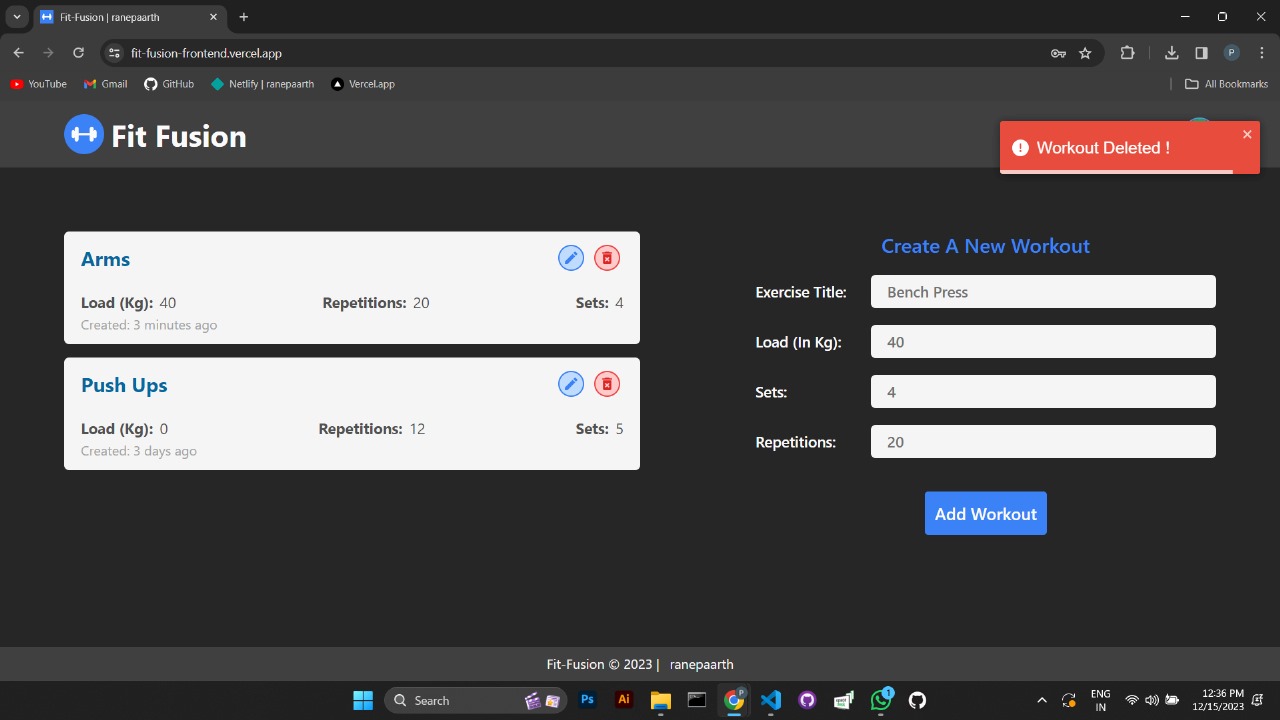 Fit-Fusion | ranepaarth
fit-fusion-frontend.vercel.app
P
YouTube
Gmail
GitHub
Netlify | ranepaarth
Vercel.app
All Bookmarks
Fit Fusion
Workout Deleted !
Arms
Load (Kg): 40
Repetitions: 20
Sets: 4
Created: 3 minutes ago
Push Ups
Load (Kg): 0
Repetitions: 12
Sets: 5
Created: 3 days ago
Create A New Workout
Exercise Title: Bench Press
Load (In Kg): 40
Sets: 4
Repetitions: 20
Add Workout
Fit-Fusion © 2023 | ranepaarth
Search
Ps
Ai
P
1
ENG
IN
12:36 PM
12/15/2023